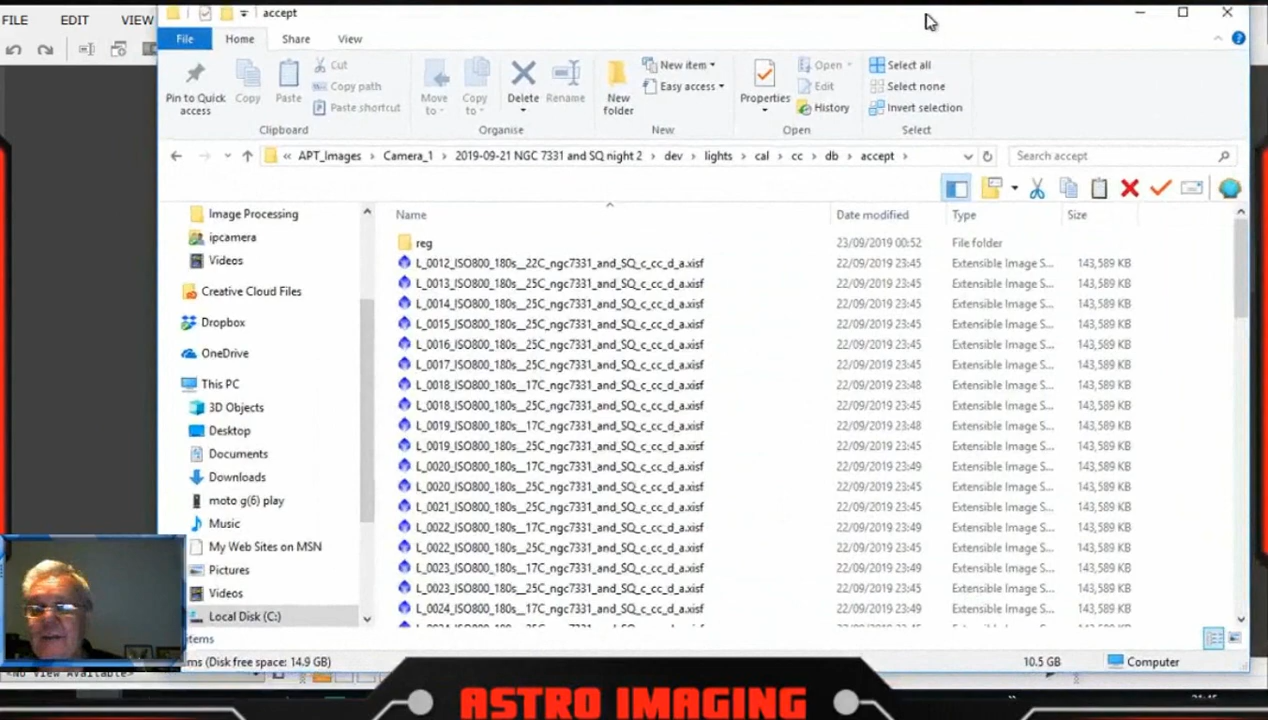 FILE EDIT VIEW
accept
File Home Share View
Pin to Quick access
Copy
Paste
Cut
Copy path
Paste shortcut
Clipboard
Move to
Copy to
Delete
Rename
Organise
New folder
New item
Easy access
New
Properties
Open
Edit
History
Open
Select all
Select none
Invert selection
Select
« APT_Images > Camera_1 > 2019-09-21 NGC 7331 and SQ night 2 > dev > lights > cal > cc > db > accept >
Search accept
Image Processing
ipcamera
Videos
Creative Cloud Files
Dropbox
OneDrive
This PC
3D Objects
Desktop
Documents
Downloads
moto g(6) play
Music
My Web Sites on MSN
Pictures
Videos
Local Disk (C:)
Name Date modified Type Size
reg 23/09/2019 00:52 File folder
L_0012_ISO800_180s__22C_ngc7331_and_SQ_c_cc_d_a.xisf 22/09/2019 23:45 Extensible Image S... 143,589 KB
L_0013_ISO800_180s__25C_ngc7331_and_SQ_c_cc_d_a.xisf 22/09/2019 23:45 Extensible Image S... 143,589 KB
L_0014_ISO800_180s__25C_ngc7331_and_SQ_c_cc_d_a.xisf 22/09/2019 23:45 Extensible Image S... 143,589 KB
L_0015_ISO800_180s__25C_ngc7331_and_SQ_c_cc_d_a.xisf 22/09/2019 23:45 Extensible Image S... 143,589 KB
L_0016_ISO800_180s__25C_ngc7331_and_SQ_c_cc_d_a.xisf 22/09/2019 23:45 Extensible Image S... 143,589 KB
L_0017_ISO800_180s__25C_ngc7331_and_SQ_c_cc_d_a.xisf 22/09/2019 23:45 Extensible Image S... 143,589 KB
L_0018_ISO800_180s__17C_ngc7331_and_SQ_c_cc_d_a.xisf 22/09/2019 23:48 Extensible Image S... 143,589 KB
L_0018_ISO800_180s__25C_ngc7331_and_SQ_c_cc_d_a.xisf 22/09/2019 23:45 Extensible Image S... 143,589 KB
L_0019_ISO800_180s__17C_ngc7331_and_SQ_c_cc_d_a.xisf 22/09/2019 23:48 Extensible Image S... 143,589 KB
L_0019_ISO800_180s__25C_ngc7331_and_SQ_c_cc_d_a.xisf 22/09/2019 23:45 Extensible Image S... 143,589 KB
L_0020_ISO800_180s__17C_ngc7331_and_SQ_c_cc_d_a.xisf 22/09/2019 23:49 Extensible Image S... 143,589 KB
L_0020_ISO800_180s__25C_ngc7331_and_SQ_c_cc_d_a.xisf 22/09/2019 23:45 Extensible Image S... 143,589 KB
L_0021_ISO800_180s__25C_ngc7331_and_SQ_c_cc_d_a.xisf 22/09/2019 23:45 Extensible Image S... 143,589 KB
L_0022_ISO800_180s__17C_ngc7331_and_SQ_c_cc_d_a.xisf 22/09/2019 23:49 Extensible Image S... 143,589 KB
L_0022_ISO800_180s__25C_ngc7331_and_SQ_c_cc_d_a.xisf 22/09/2019 23:45 Extensible Image S... 143,589 KB
L_0023_ISO800_180s__17C_ngc7331_and_SQ_c_cc_d_a.xisf 22/09/2019 23:49 Extensible Image S... 143,589 KB
L_0023_ISO800_180s__25C_ngc7331_and_SQ_c_cc_d_a.xisf 22/09/2019 23:45 Extensible Image S... 143,589 KB
L_0024_ISO800_180s__17C_ngc7331_and_SQ_c_cc_d_a.xisf 22/09/2019 23:49 Extensible Image S... 143,589 KB
items
ms (Disk free space: 14.9 GB) 10.5 GB Computer
<No View Available>
ASTRO IMAGING